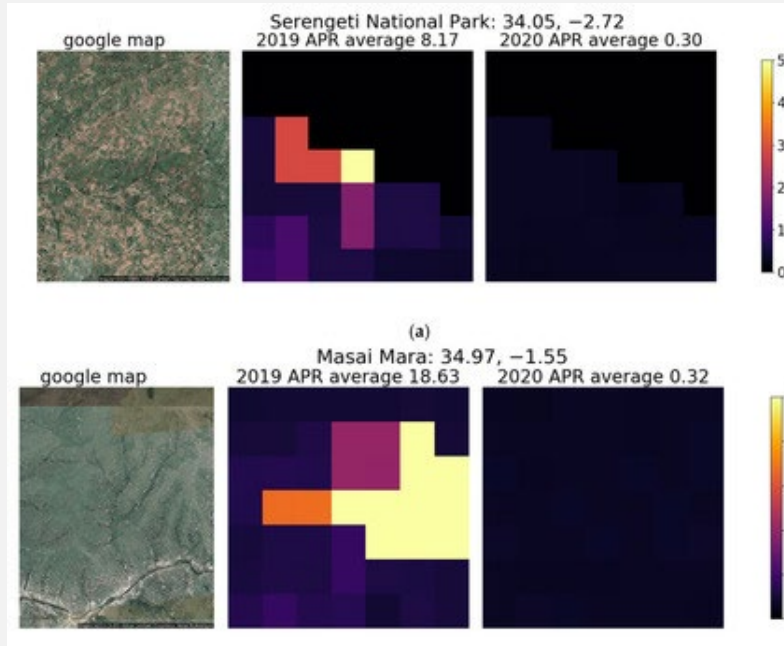 Serengeti National Park: 34.05, −2.72
google map
2019 APR average 8.17
2020 APR average 0.30
5
4
3
2
1
0
(a)
Masai Mara: 34.97, −1.55
google map
2019 APR average 18.63
2020 APR average 0.32